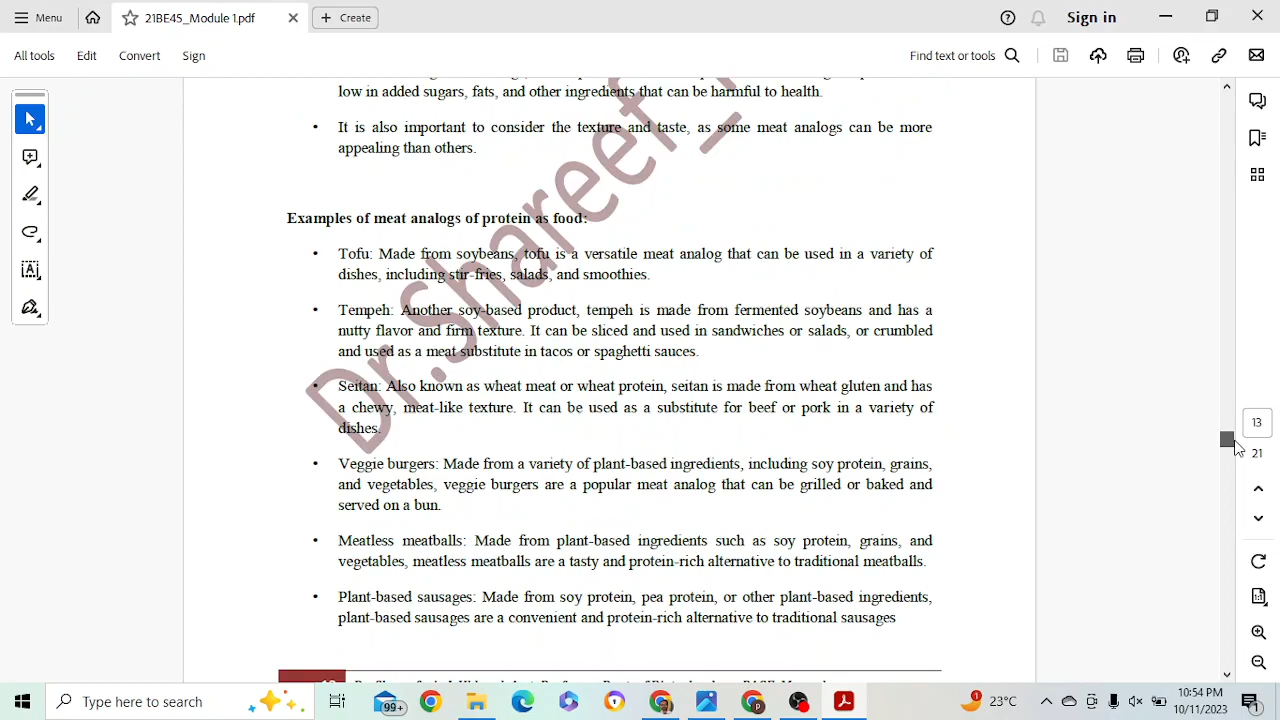 Menu
21BE45_Module 1.pdf
Create
Sign in
All tools
Edit
Convert
Sign
Find text or tools
low in added sugars, fats, and other ingredients that can be harmful to health.
• It is also important to consider the texture and taste, as some meat analogs can be more
appealing than others.
Examples of meat analogs of protein as food:
• Tofu: Made from soybeans, tofu is a versatile meat analog that can be used in a variety of
dishes, including stir-fries, salads, and smoothies.
• Tempeh: Another soy-based product, tempeh is made from fermented soybeans and has a
nutty flavor and firm texture. It can be sliced and used in sandwiches or salads, or crumbled
and used as a meat substitute in tacos or spaghetti sauces.
• Seitan: Also known as wheat meat or wheat protein, seitan is made from wheat gluten and has
a chewy, meat-like texture. It can be used as a substitute for beef or pork in a variety of
dishes.
• Veggie burgers: Made from a variety of plant-based ingredients, including soy protein, grains,
and vegetables, veggie burgers are a popular meat analog that can be grilled or baked and
served on a bun.
• Meatless meatballs: Made from plant-based ingredients such as soy protein, grains, and
vegetables, meatless meatballs are a tasty and protein-rich alternative to traditional meatballs.
• Plant-based sausages: Made from soy protein, pea protein, or other plant-based ingredients,
plant-based sausages are a convenient and protein-rich alternative to traditional sausages
Dr.Shareef_
13
21
Type here to search
99+
23°C
10:54 PM
10/11/2023